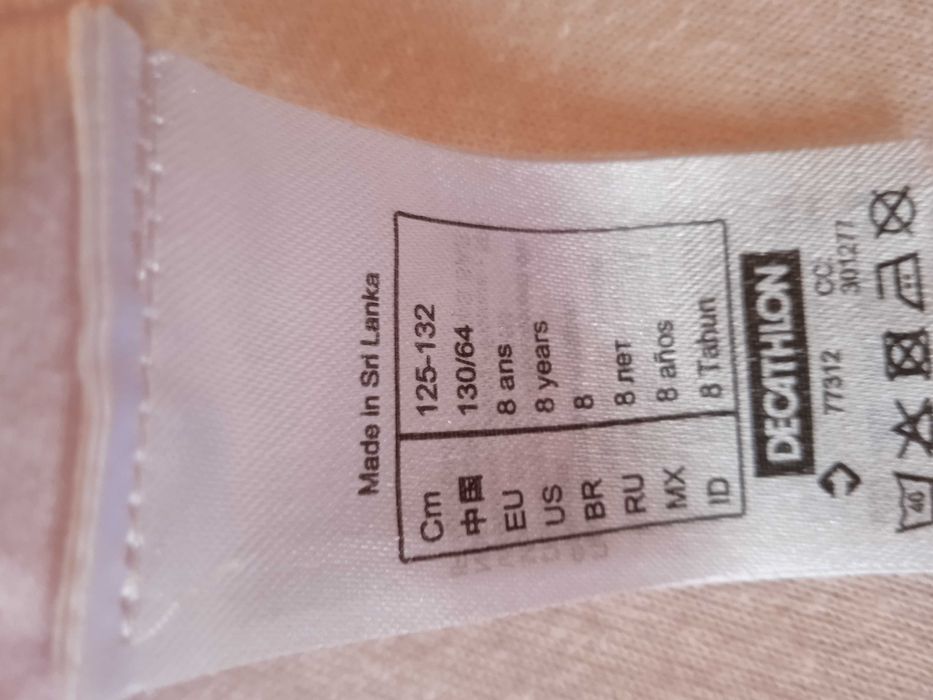 Made in Sri Lanka
Cm 125-132
中国 130/64
EU 8 ans
US 8 years
BR 8
RU 8 лет
MX 8 años
ID 8 Tahun
DECATHLON
77312 CC
301277
40